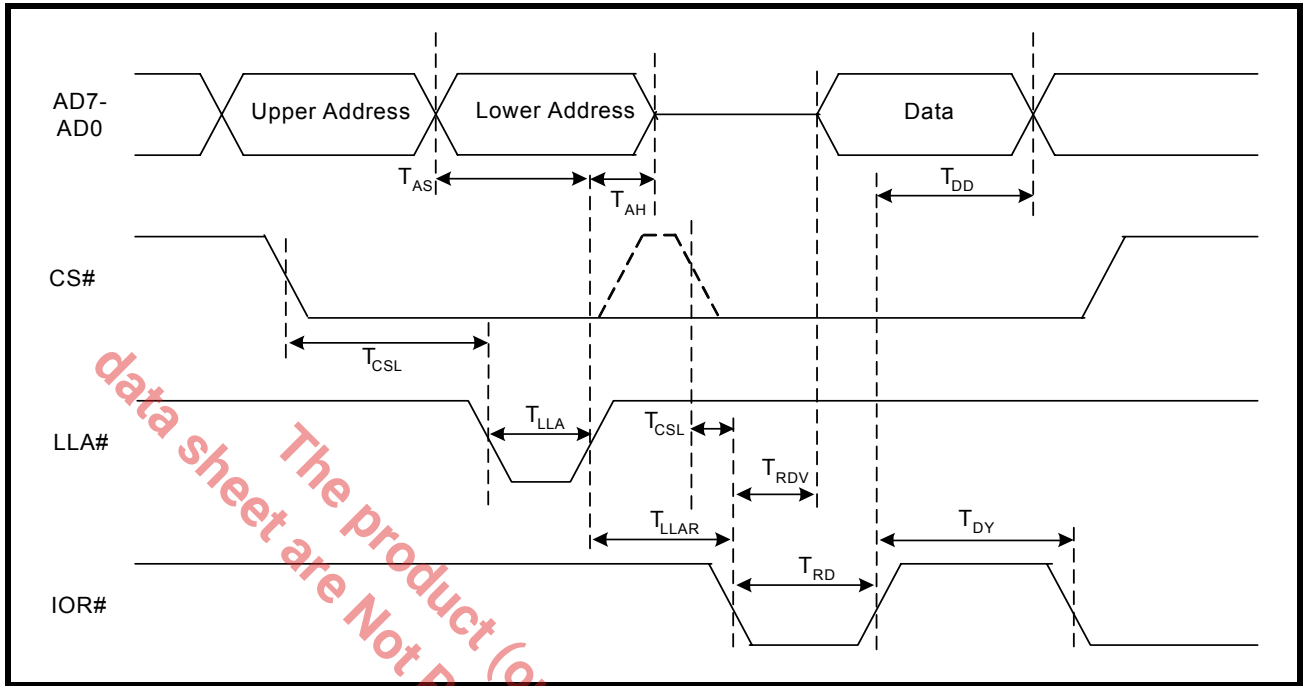 AD7-
AD0
Upper Address
Lower Address
Data
TAS
TAH
TDD
CS#
TCSL
LLA#
TLLA
TCSL
TRDV
TLLAR
TDY
TRD
IOR#
The product (or
data sheet are Not